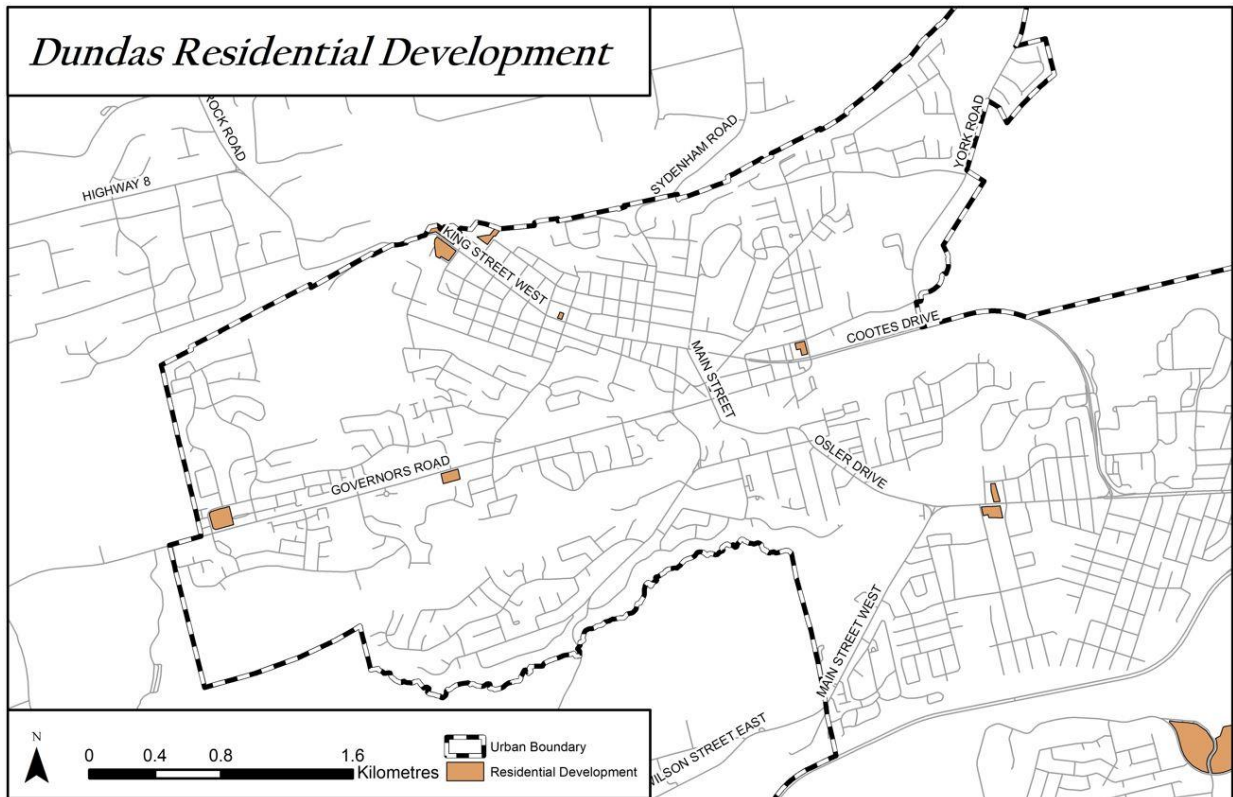 Dundas Residential Development
ROCK ROAD
HIGHWAY 8
SYDENHAM ROAD
YORK ROAD
KING STREET WEST
COOTES DRIVE
MAIN STREET
OSLER DRIVE
GOVERNORS ROAD
MAIN STREET WEST
WILSON STREET EAST
N
0 0.4 0.8 1.6
Kilometres
Urban Boundary
Residential Development